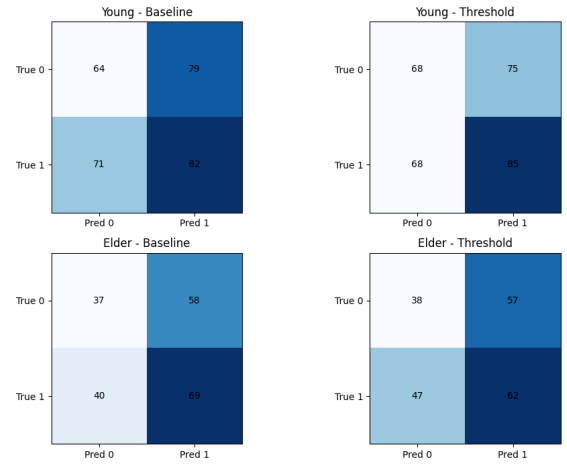 Young - Baseline
True 0 64 79
True 1 71 82
Pred 0 Pred 1
Young - Threshold
True 0 68 75
True 1 68 85
Pred 0 Pred 1
Elder - Baseline
True 0 37 58
True 1 40 69
Pred 0 Pred 1
Elder - Threshold
True 0 38 57
True 1 47 62
Pred 0 Pred 1